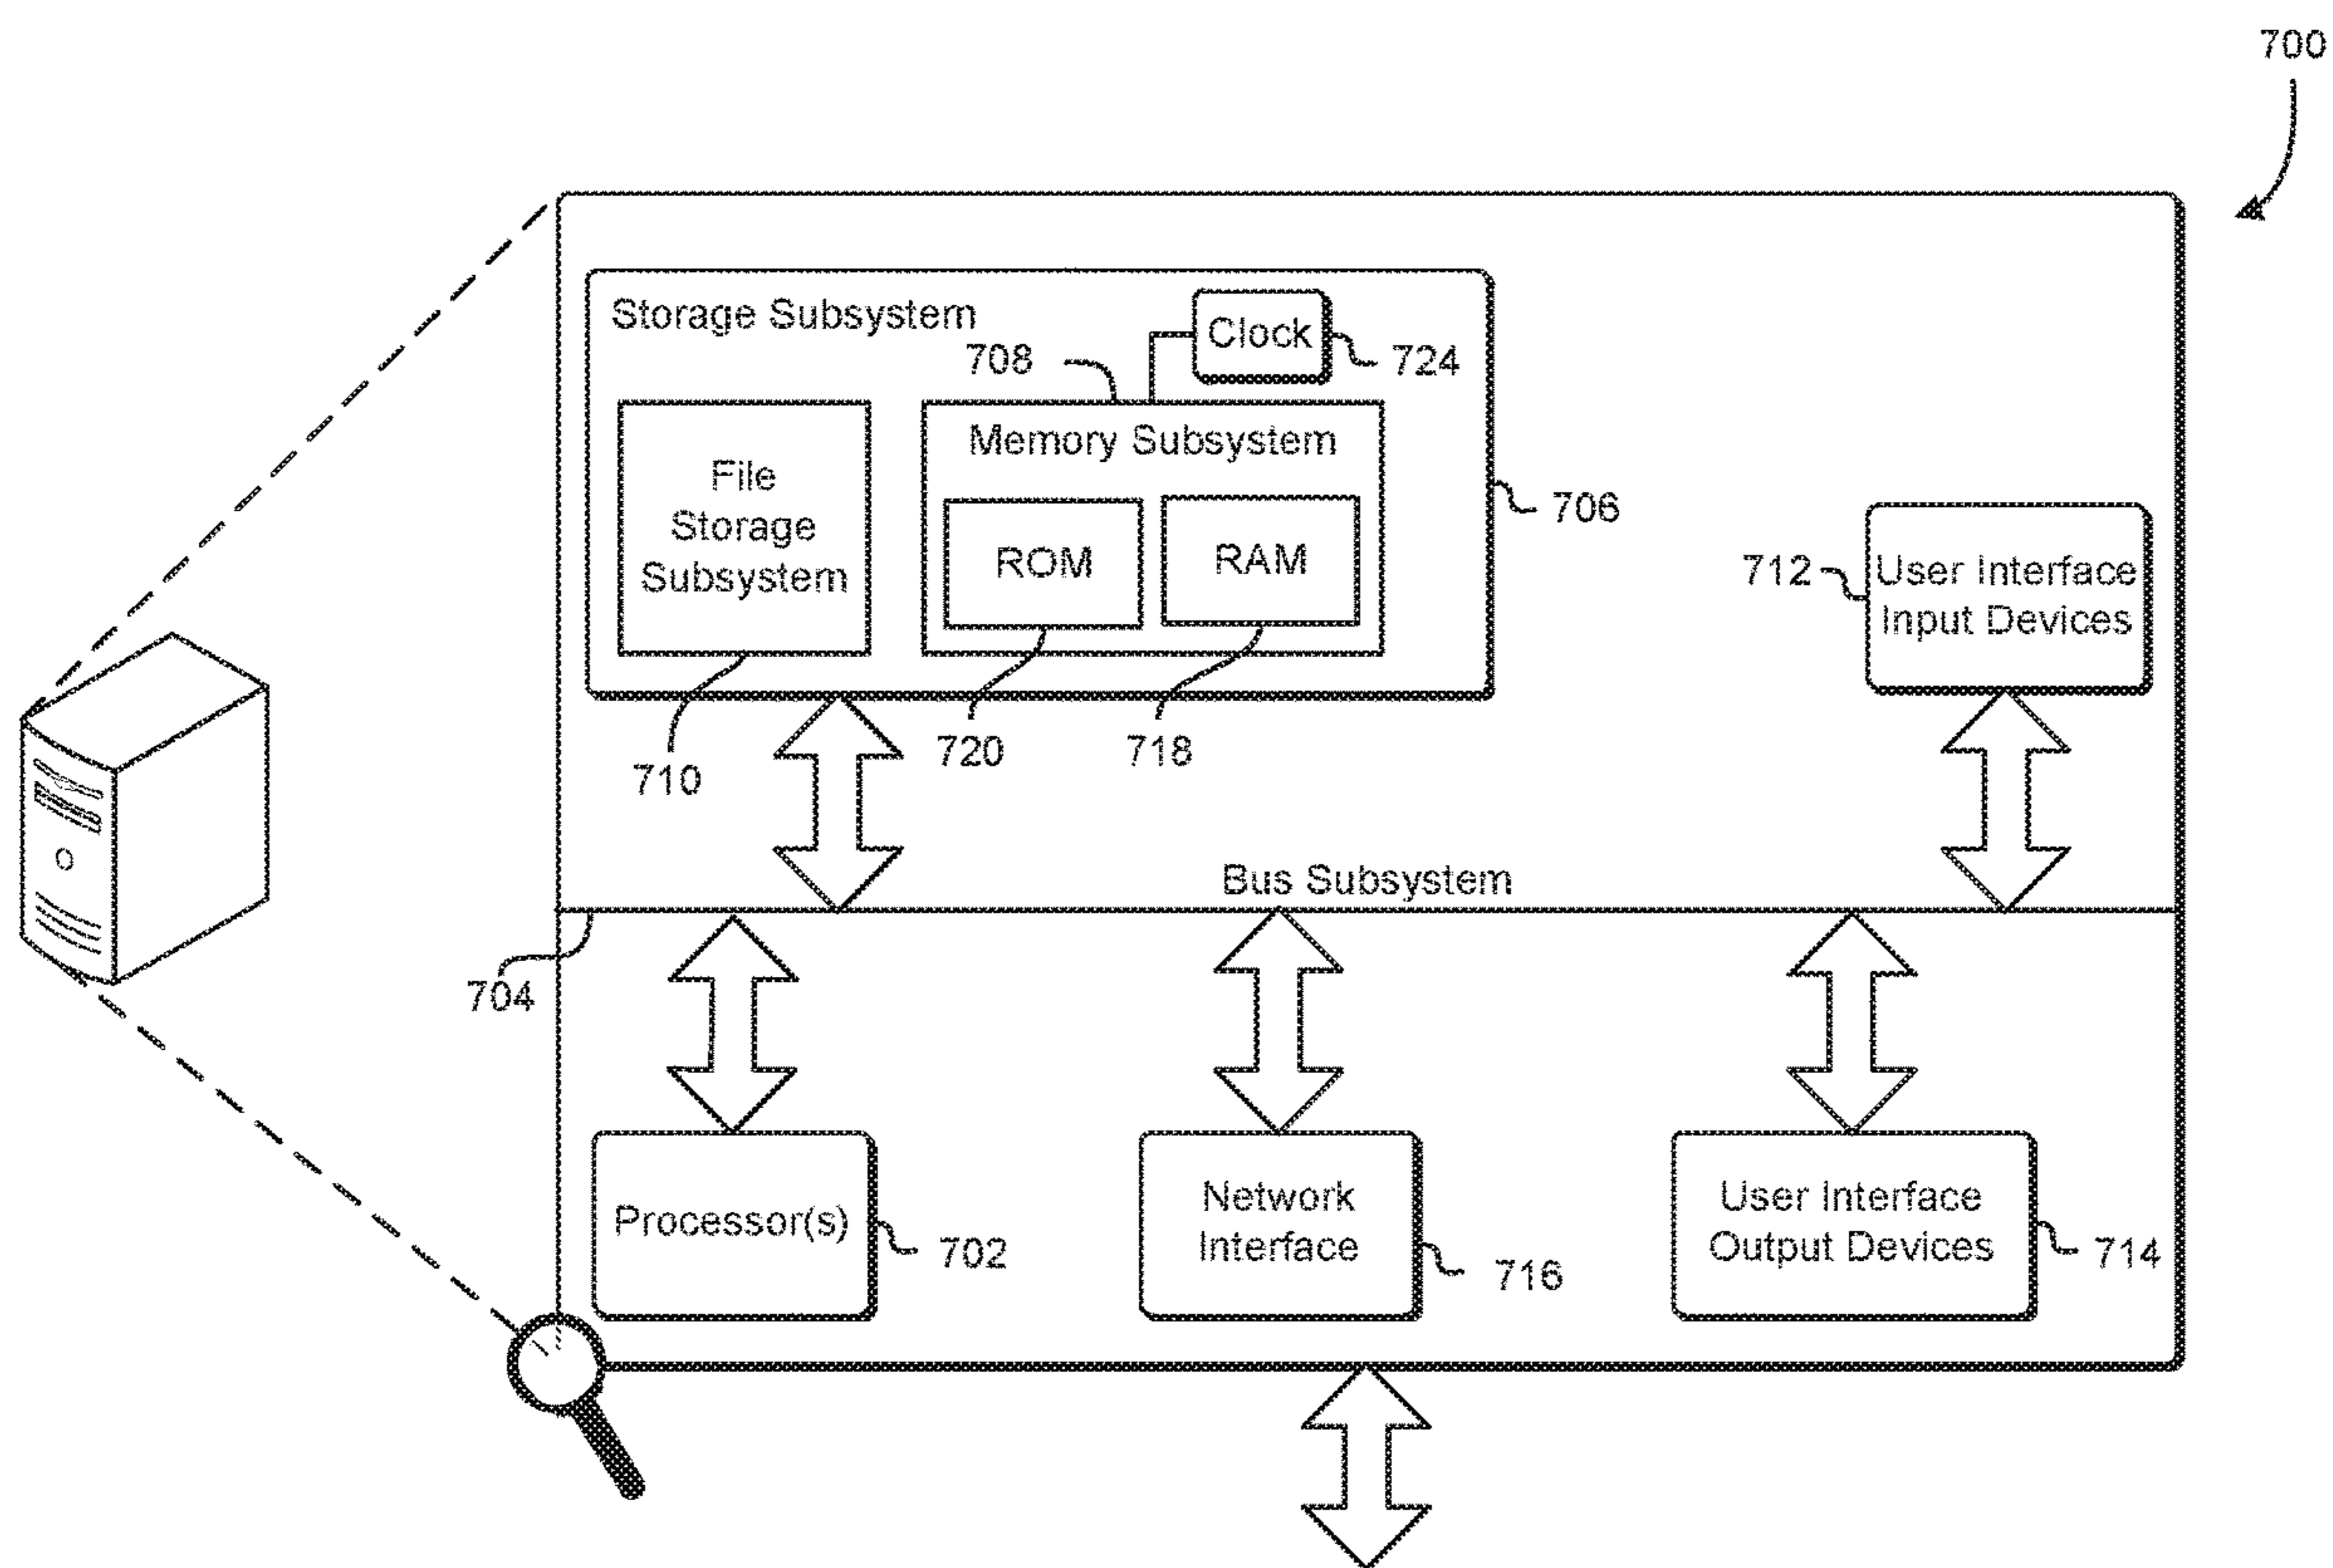 700
Storage Subsystem
Clock
708
724
Memory Subsystem
File
Storage
Subsystem
ROM
RAM
706
712
User Interface
Input Devices
710
720
718
Bus Subsystem
704
Processor(s)
702
Network
Interface
716
User Interface
Output Devices
714